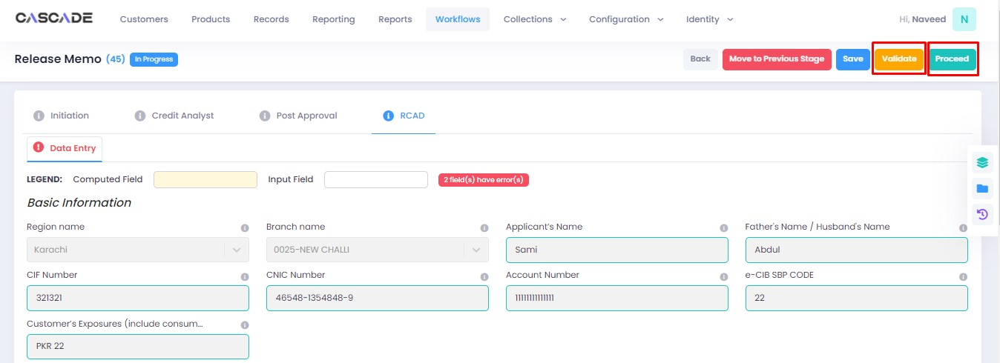 CASCADE Customers Products Records Reporting Reports Workflows Collections Configuration Identity Hi, Naveed N
Release Memo (45) In Progress Back Move to Previous Stage Save Validate Proceed
Initiation Credit Analyst Post Approval RCAD
Data Entry
LEGEND: Computed Field Input Field 2 field(s) have error(s)
Basic Information
Region name Branch name Applicant's Name Father's Name / Husband's Name
Karachi 0025-NEW CHALLI Sami Abdul
CIF Number CNIC Number Account Number e-CIB SBP CODE
321321 46548-1354848-9 11111111111111 22
Customer's Exposures (include consum...
PKR 22